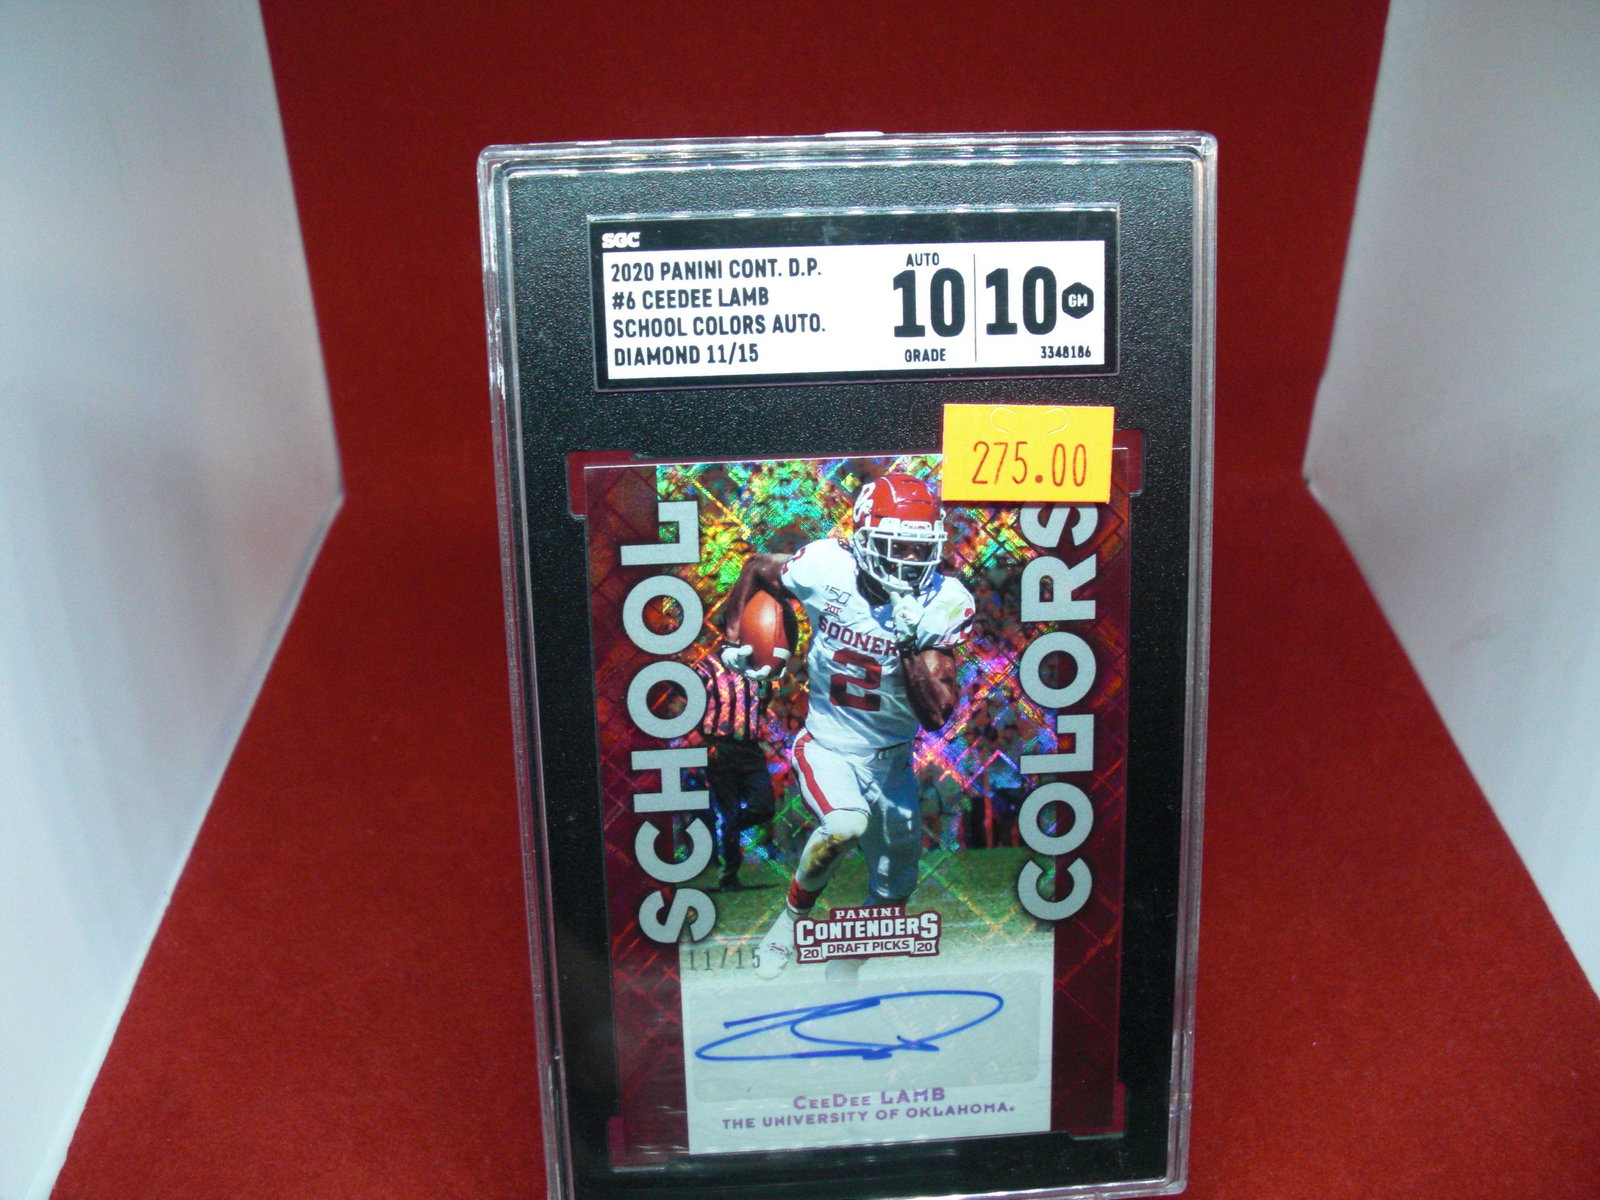 SGC
2020 PANINI CONT. D.P.
#6 CEEDEE LAMB
SCHOOL COLORS AUTO.
DIAMOND 11/15
AUTO
10
GRADE
10 GM
3348186
275.00
SCHOOL
COLORS
150
XII
SOONERS
2
PANINI
CONTENDERS
20 DRAFT PICKS 20
11/15
CEEDEE LAMB
THE UNIVERSITY OF OKLAHOMA.